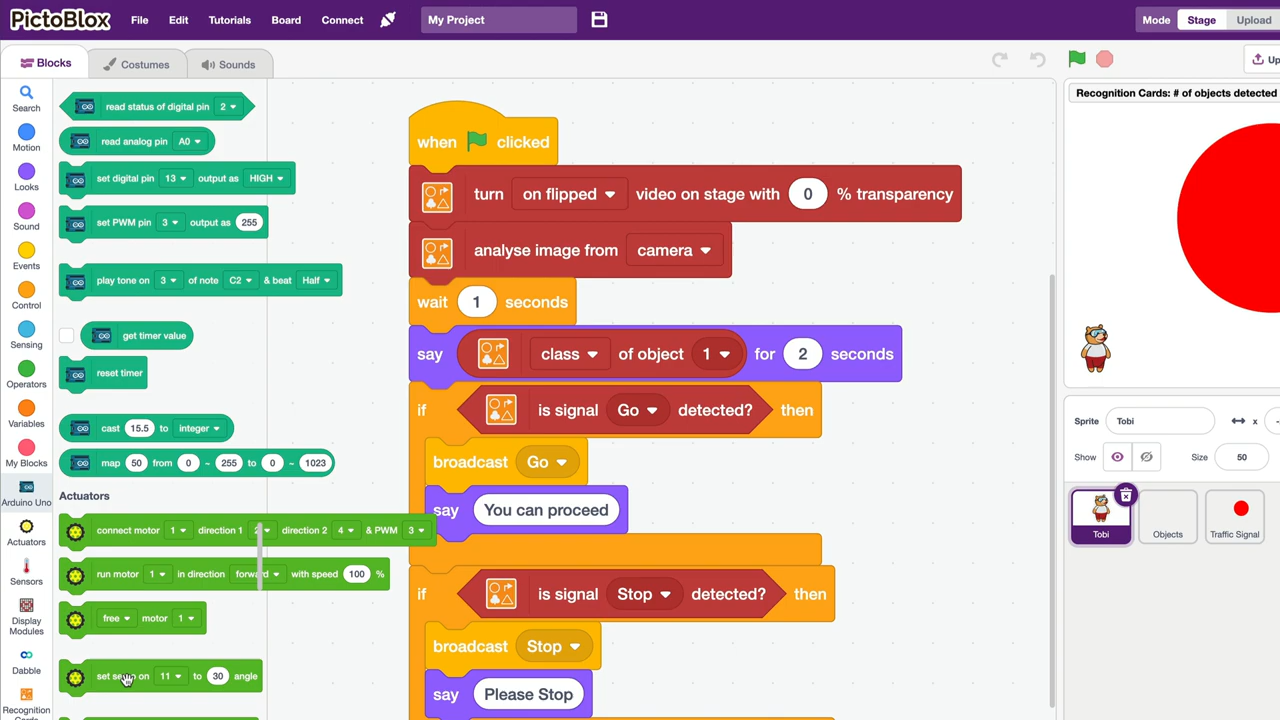 PictoBlox File Edit Tutorials Board Connect My Project Mode Stage Upload
Blocks Costumes Sounds
Search
Motion
Looks
Sound
Events
Control
Sensing
Operators
Variables
My Blocks
Arduino Uno
Actuators
Sensors
Display
Modules
Dabble
Recognition
read status of digital pin 2
read analog pin A0
set digital pin 13 output as HIGH
set PWM pin 3 output as 255
play tone on 3 of note C2 & beat Half
get timer value
reset timer
cast 15.5 to integer
map 50 from 0 ~ 255 to 0 ~ 1023
Actuators
connect motor 1 direction 1 2 direction 2 4 & PWM 3
run motor 1 in direction forward with speed 100 %
free motor 1
set servo on 11 to 30 angle
when clicked
turn on flipped video on stage with 0 % transparency
analyse image from camera
wait 1 seconds
say class of object 1 for 2 seconds
if is signal Go detected? then
broadcast Go
say You can proceed
if is signal Stop detected? then
broadcast Stop
say Please Stop
Up
Recognition Cards: # of objects detected
Sprite Tobi x
Show Size 50
Tobi Objects Traffic Signal